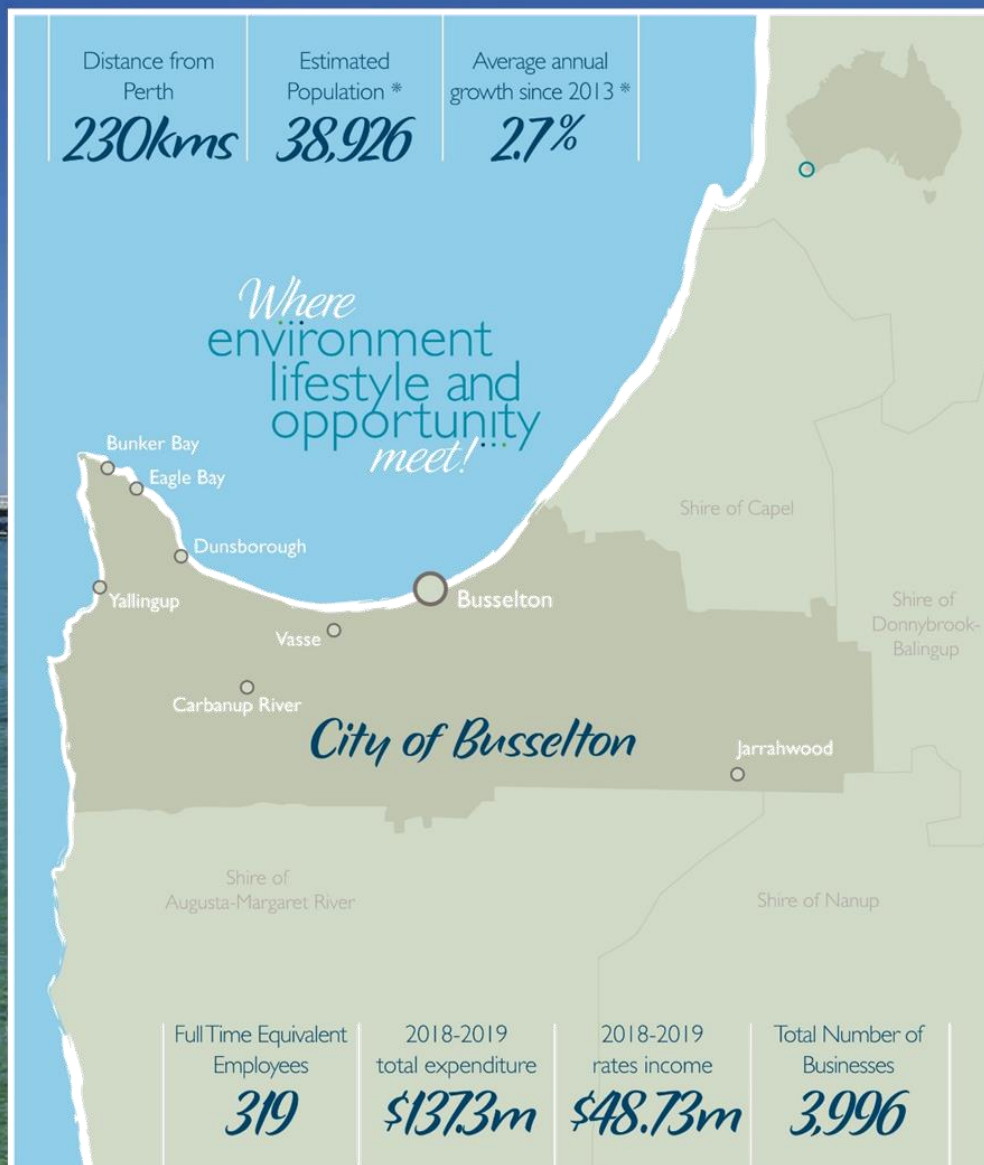 Distance from
Perth
230kms
Estimated
Population *
38,926
Average annual
growth since 2013 *
2.7%
Where
environment
lifestyle and
opportunity
meet!
Bunker Bay
Eagle Bay
Dunsborough
Yallingup
Busselton
Vasse
Carbanup River
City of Busselton
Jarrahwood
Shire of Capel
Shire of
Donnybrook-
Balingup
Shire of
Augusta-Margaret River
Shire of Nanup
Full Time Equivalent
Employees
319
2018-2019
total expenditure
$137.3m
2018-2019
rates income
$48.73m
Total Number of
Businesses
3,996